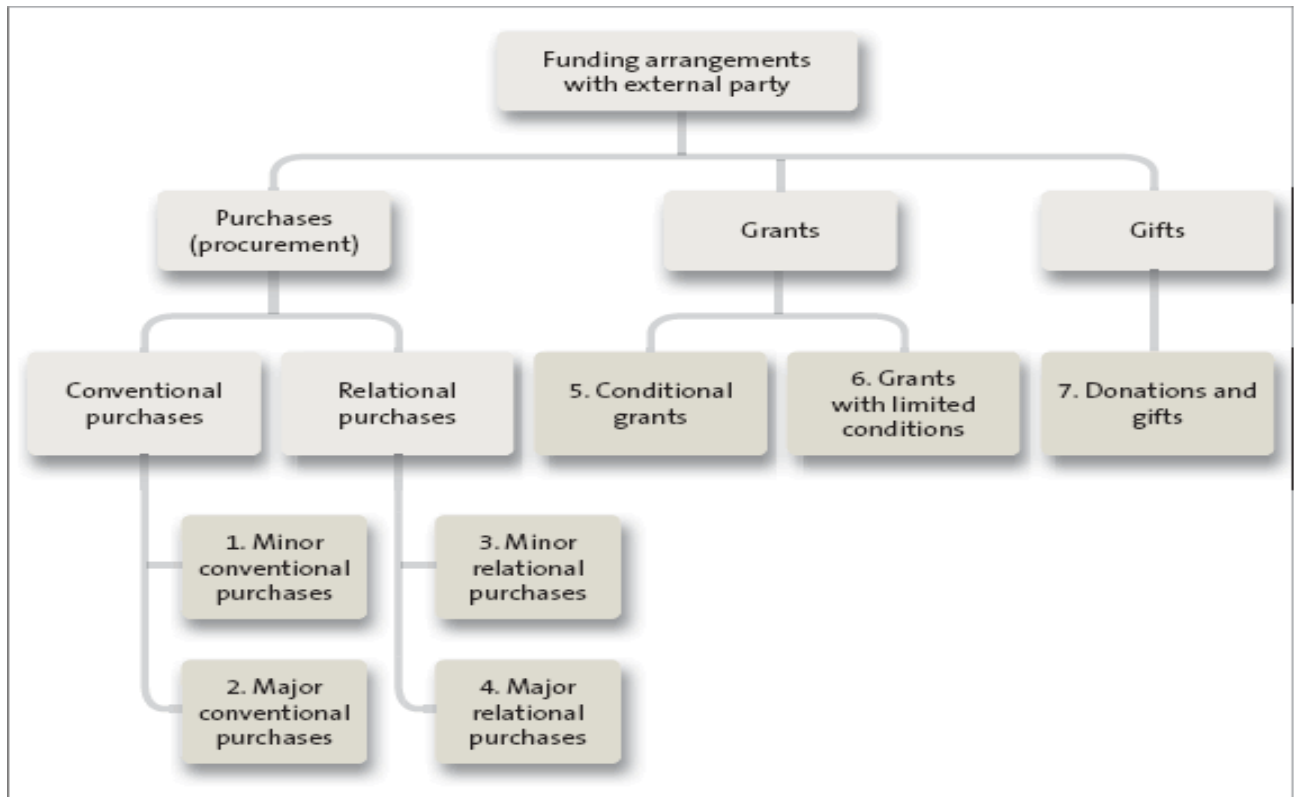 Funding arrangements
with external party
Purchases
(procurement)
Grants
Gifts
Conventional
purchases
Relational
purchases
5. Conditional
grants
6. Grants
with limited
conditions
7. Donations and
gifts
1. Minor
conventional
purchases
3. Minor
relational
purchases
2. Major
conventional
purchases
4. Major
relational
purchases